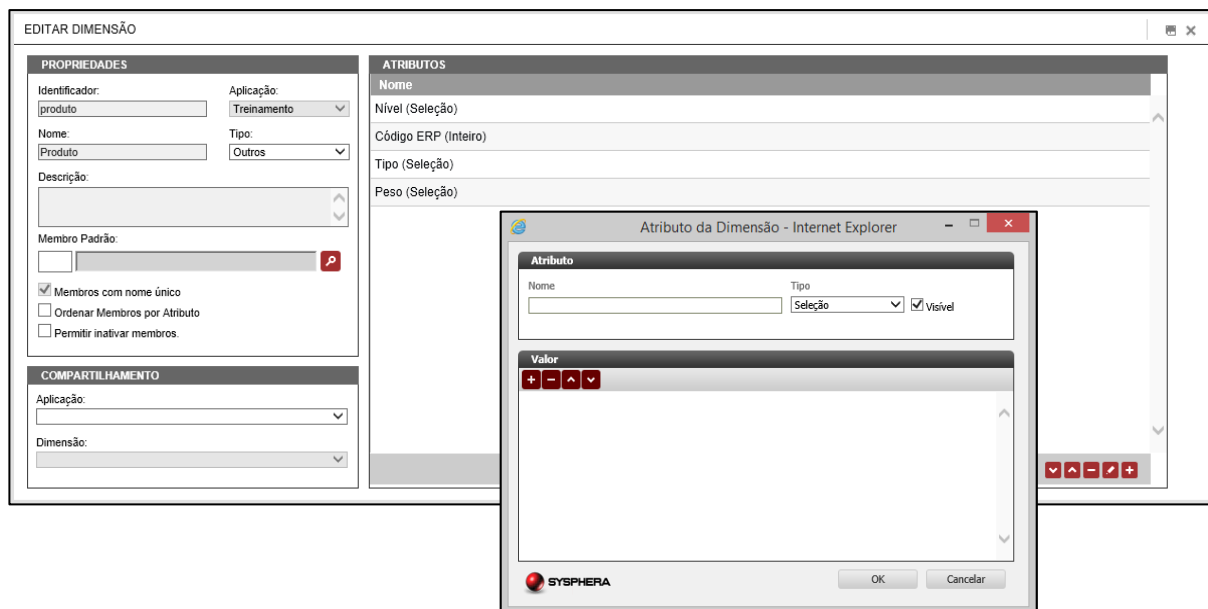 EDITAR DIMENSÃO
PROPRIEDADES
Identificador:
Aplicação:
produto
Treinamento
Nome:
Tipo:
Produto
Outros
Descrição:
Membro Padrão:
Membros com nome único
Ordenar Membros por Atributo
Permitir inativar membros.
COMPARTILHAMENTO
Aplicação:
Dimensão:
ATRIBUTOS
Nome
Nível (Seleção)
Código ERP (Inteiro)
Tipo (Seleção)
Peso (Seleção)
Atributo da Dimensão - Internet Explorer
Atributo
Nome
Tipo
Seleção
Visível
Valor
SYSPHERA
OK
Cancelar